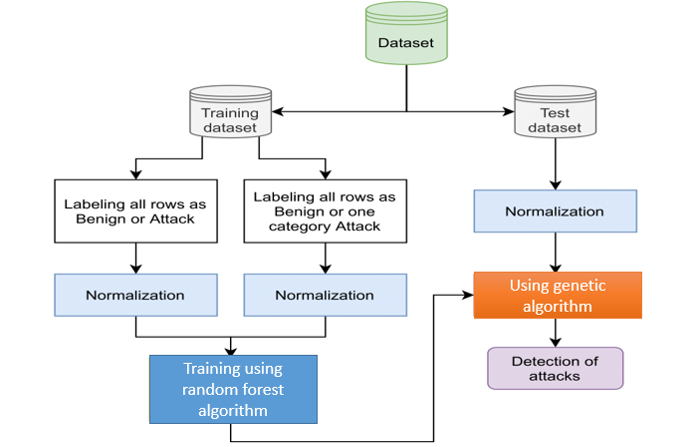 Dataset
Training
dataset
Test
dataset
Labeling all rows as
Benign or Attack
Labeling all rows as
Benign or one
category Attack
Normalization
Normalization
Normalization
Using genetic
algorithm
Training using
random forest
algorithm
Detection of
attacks